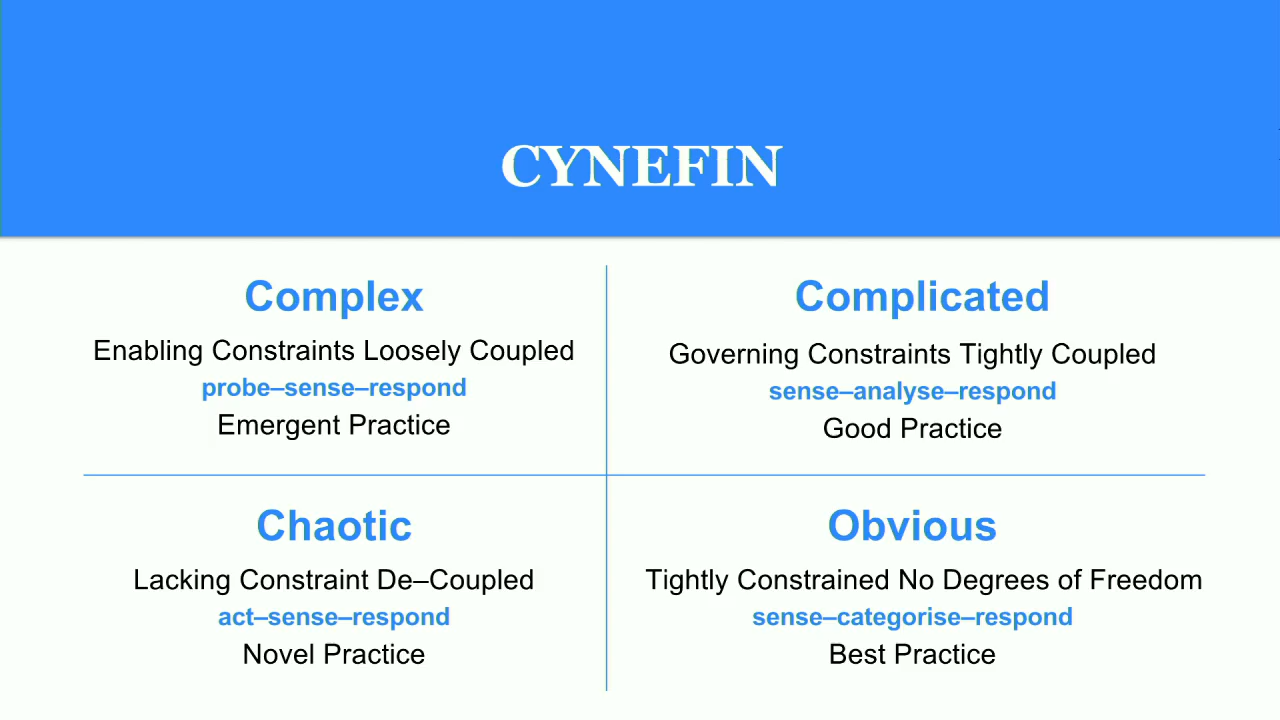 CYNEFIN
Complex
Enabling Constraints Loosely Coupled
probe–sense–respond
Emergent Practice
Complicated
Governing Constraints Tightly Coupled
sense–analyse–respond
Good Practice
Chaotic
Lacking Constraint De–Coupled
act–sense–respond
Novel Practice
Obvious
Tightly Constrained No Degrees of Freedom
sense–categorise–respond
Best Practice